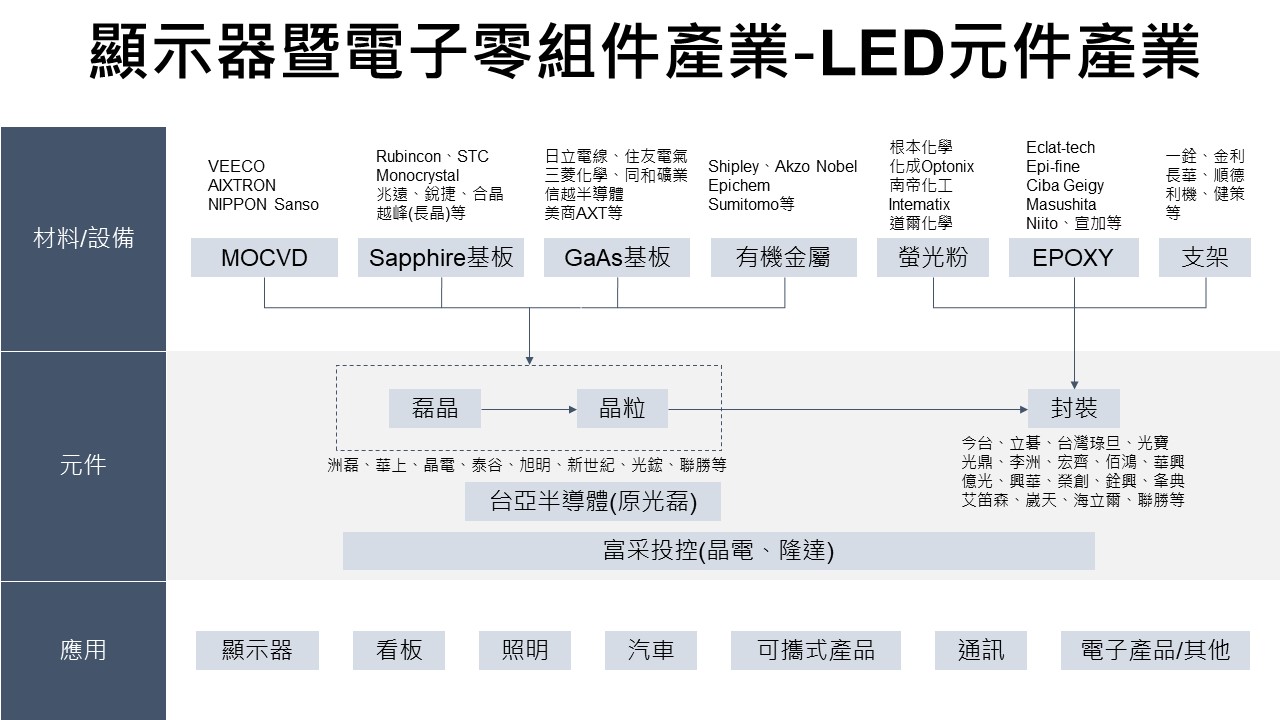 顯示器暨電子零組件產業-LED元件產業
材料/設備
VEECO
AIXTRON
NIPPON Sanso
MOCVD
Rubincon、STC
Monocrystal
兆遠、銳捷、合晶
越峰(長晶)等
Sapphire基板
日立電線、住友電氣
三菱化學、同和礦業
信越半導體
美商AXT等
GaAs基板
Shipley、Akzo Nobel
Epichem
Sumitomo等
有機金屬
根本化學
化成Optonix
南帝化工
Intematix
道爾化學
螢光粉
Eclat-tech
Epi-fine
Ciba Geigy
Masushita
Niito、宣加等
EPOXY
一銓、金利
長華、順德
利機、健策
等
支架
元件
磊晶
晶粒
封裝
洲磊、華上、晶電、泰谷、旭明、新世紀、光鋐、聯勝等
今台、立碁、台灣琭旦、光寶
光鼎、李洲、宏齊、佰鴻、華興
億光、興華、榮創、銓興、夆典
艾笛森、崴天、海立爾、聯勝等
台亞半導體(原光磊)
富采投控(晶電、隆達)
應用
顯示器
看板
照明
汽車
可攜式產品
通訊
電子產品/其他